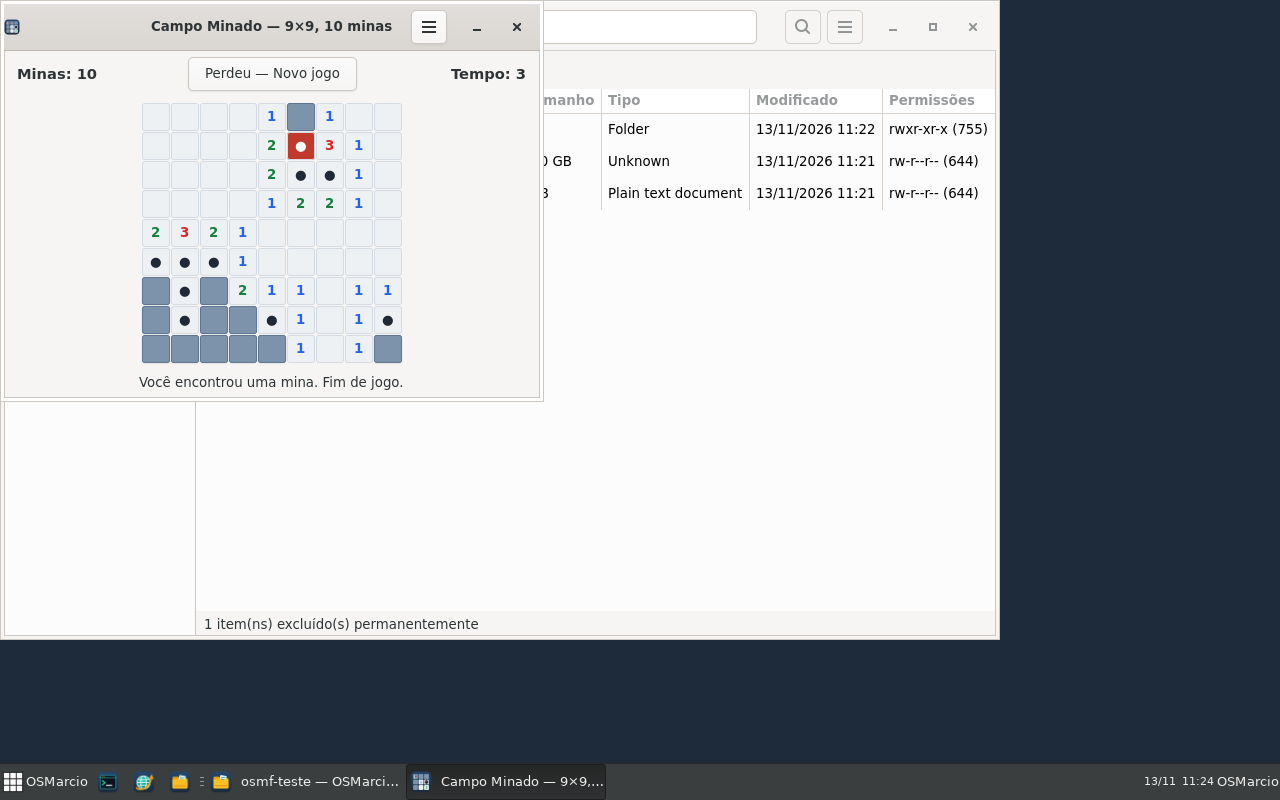 Campo Minado — 9×9, 10 minas
Minas: 10
Perdeu — Novo jogo
Tempo: 3
1 1
2 3 1
2 1
1 2 2 1
2 3 2 1
1
2 1 1 1 1
1 1
1 1
Você encontrou uma mina. Fim de jogo.
Tipo Modificado Permissões
Folder 13/11/2026 11:22 rwxr-xr-x (755)
GB Unknown 13/11/2026 11:21 rw-r--r-- (644)
Plain text document 13/11/2026 11:21 rw-r--r-- (644)
1 item(ns) excluído(s) permanentemente
OSMarcio
osmf-teste — OSMarci...
Campo Minado — 9×9,...
13/11 11:24 OSMarcio